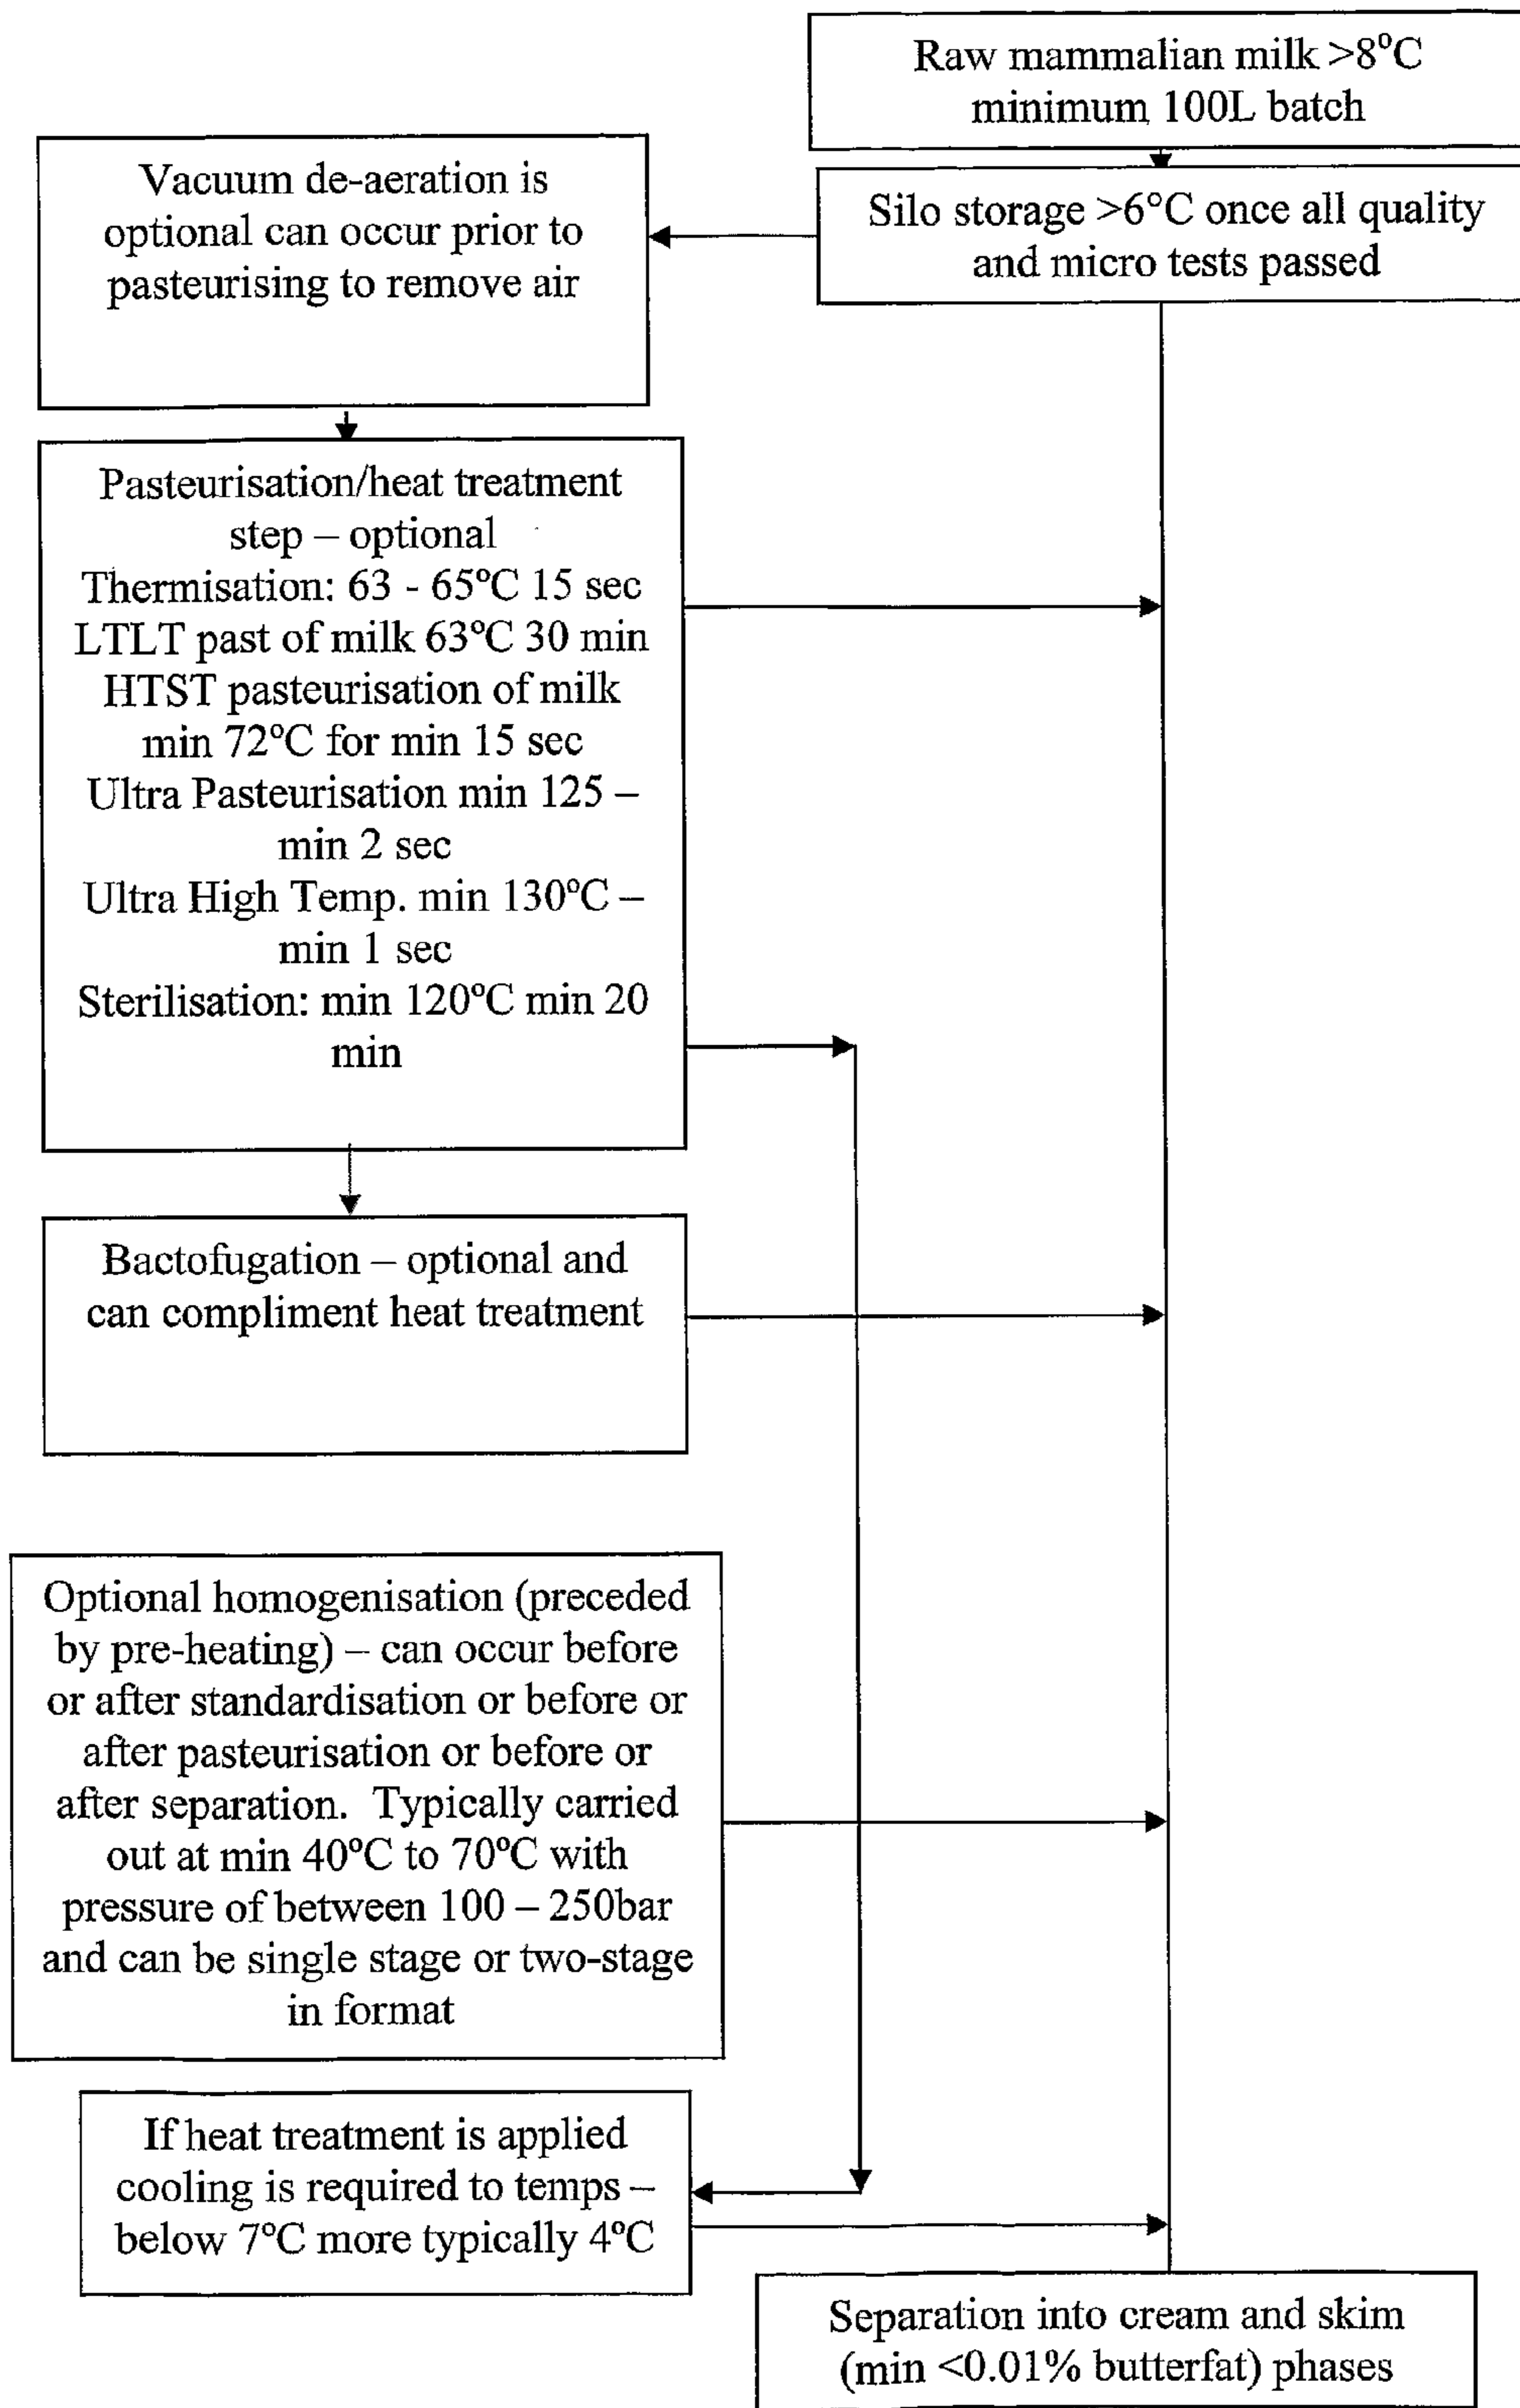 Raw mammalian milk >8°C
minimum 100L batch
Vacuum de-aeration is
optional can occur prior to
pasteurising to remove air
Silo storage >6°C once all quality
and micro tests passed
Pasteurisation/heat treatment
step – optional
Thermisation: 63 - 65°C 15 sec
LTLT past of milk 63°C 30 min
HTST pasteurisation of milk
min 72°C for min 15 sec
Ultra Pasteurisation min 125 –
min 2 sec
Ultra High Temp. min 130°C –
min 1 sec
Sterilisation: min 120°C min 20
min
Bactofugation – optional and
can compliment heat treatment
Optional homogenisation (preceded
by pre-heating) – can occur before
or after standardisation or before or
after pasteurisation or before or
after separation. Typically carried
out at min 40°C to 70°C with
pressure of between 100 – 250bar
and can be single stage or two-stage
in format
If heat treatment is applied
cooling is required to temps –
below 7°C more typically 4°C
Separation into cream and skim
(min <0.01% butterfat) phases